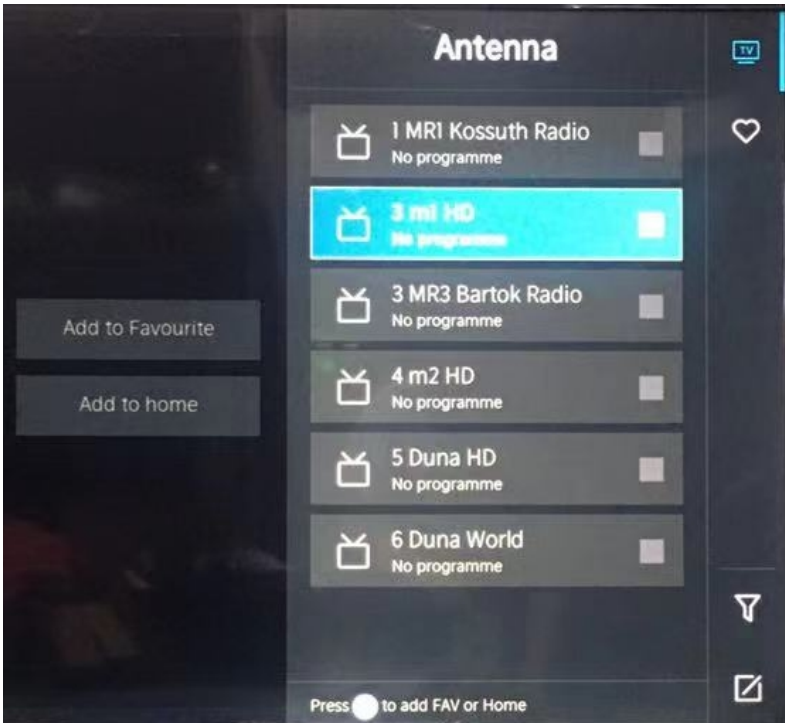 Antenna
TV
1 MR1 Kossuth Radio
No programme
3 m1 HD
No programme
3 MR3 Bartok Radio
No programme
4 m2 HD
No programme
5 Duna HD
No programme
6 Duna World
No programme
Add to Favourite
Add to home
Press to add FAV or Home